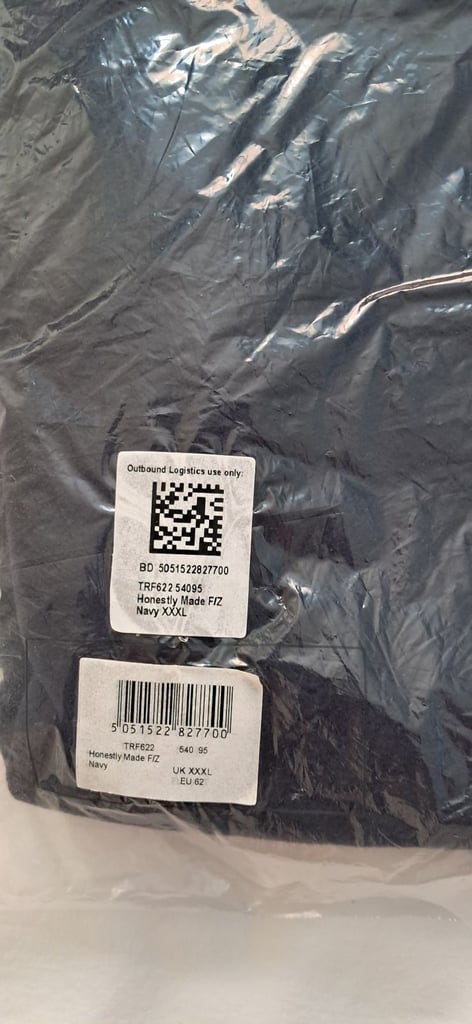 Outbound Logistics use only:
BD 5051522827700
TRF622 54095
Honestly Made F/Z
Navy XXXL
5 051522 827700
TRF622 540 95
Honestly Made F/Z
Navy
UK XXXL
EU 62